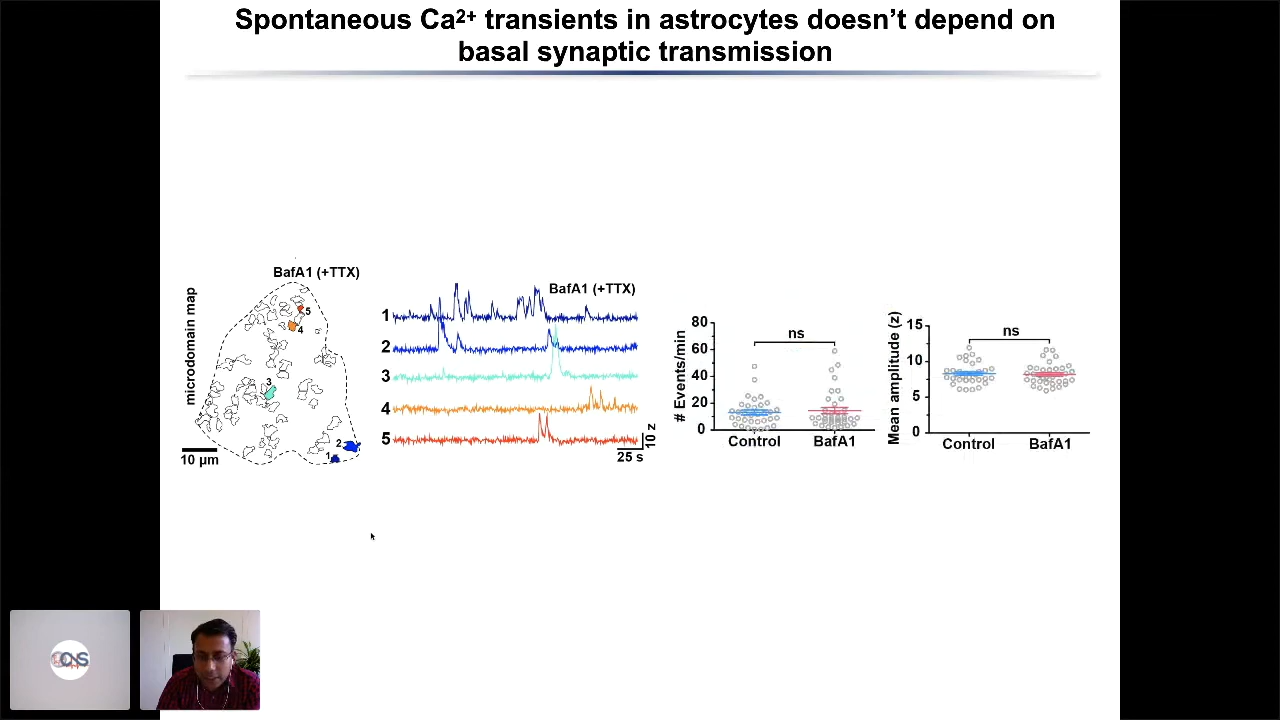 Spontaneous Ca2+ transients in astrocytes doesn’t depend on
basal synaptic transmission
BafA1 (+TTX)
microdomain map
5
4
3
2
1
10 µm
BafA1 (+TTX)
1
2
3
4
5
10 z
25 s
# Events/min
80
60
40
20
0
ns
Control
BafA1
Mean amplitude (z)
15
10
5
0
ns
Control
BafA1